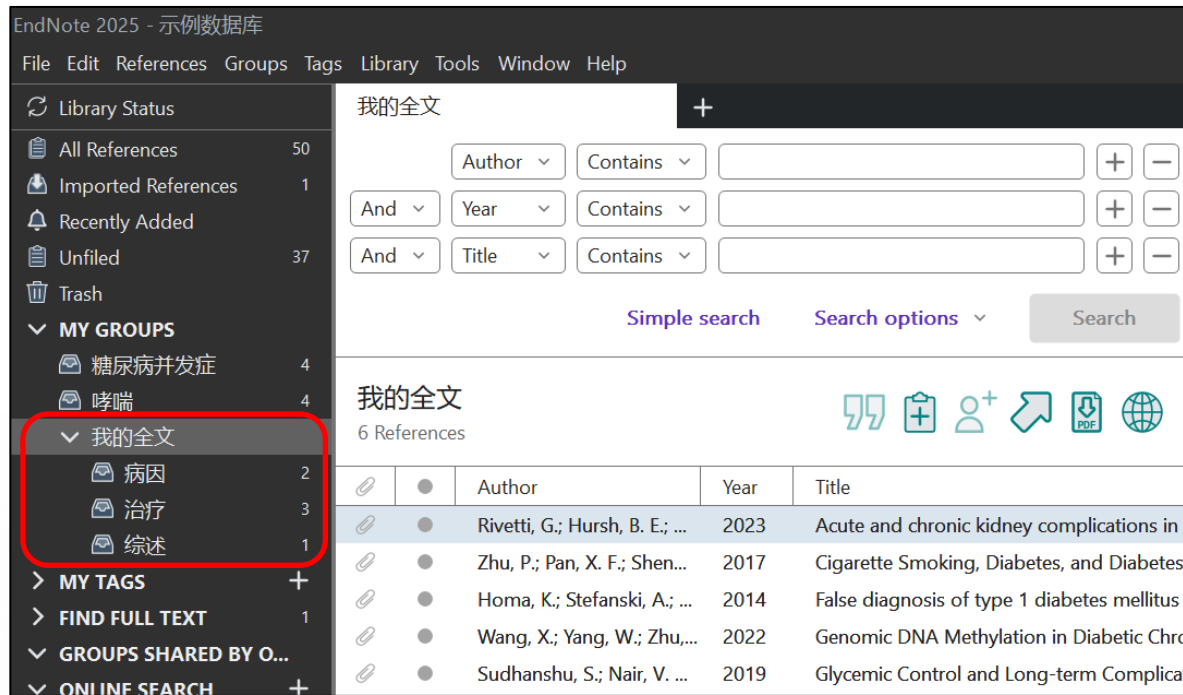 EndNote 2025 - 示例数据库
File Edit References Groups Tags Library Tools Window Help
Library Status
All References 50
Imported References 1
Recently Added
Unfiled 37
Trash
MY GROUPS
糖尿病并发症 4
哮喘 4
我的全文
病因 2
治疗 3
综述 1
MY TAGS +
FIND FULL TEXT 1
GROUPS SHARED BY O...
ONLINE SEARCH +
我的全文 +
Author Contains + −
And Year Contains + −
And Title Contains + −
Simple search Search options Search
我的全文
6 References
PDF
Author Year Title
Rivetti, G.; Hursh, B. E.; ... 2023 Acute and chronic kidney complications in
Zhu, P.; Pan, X. F.; Shen... 2017 Cigarette Smoking, Diabetes, and Diabetes
Homa, K.; Stefanski, A.; ... 2014 False diagnosis of type 1 diabetes mellitus
Wang, X.; Yang, W.; Zhu,... 2022 Genomic DNA Methylation in Diabetic Chro
Sudhanshu, S.; Nair, V. ... 2019 Glycemic Control and Long-term Complica